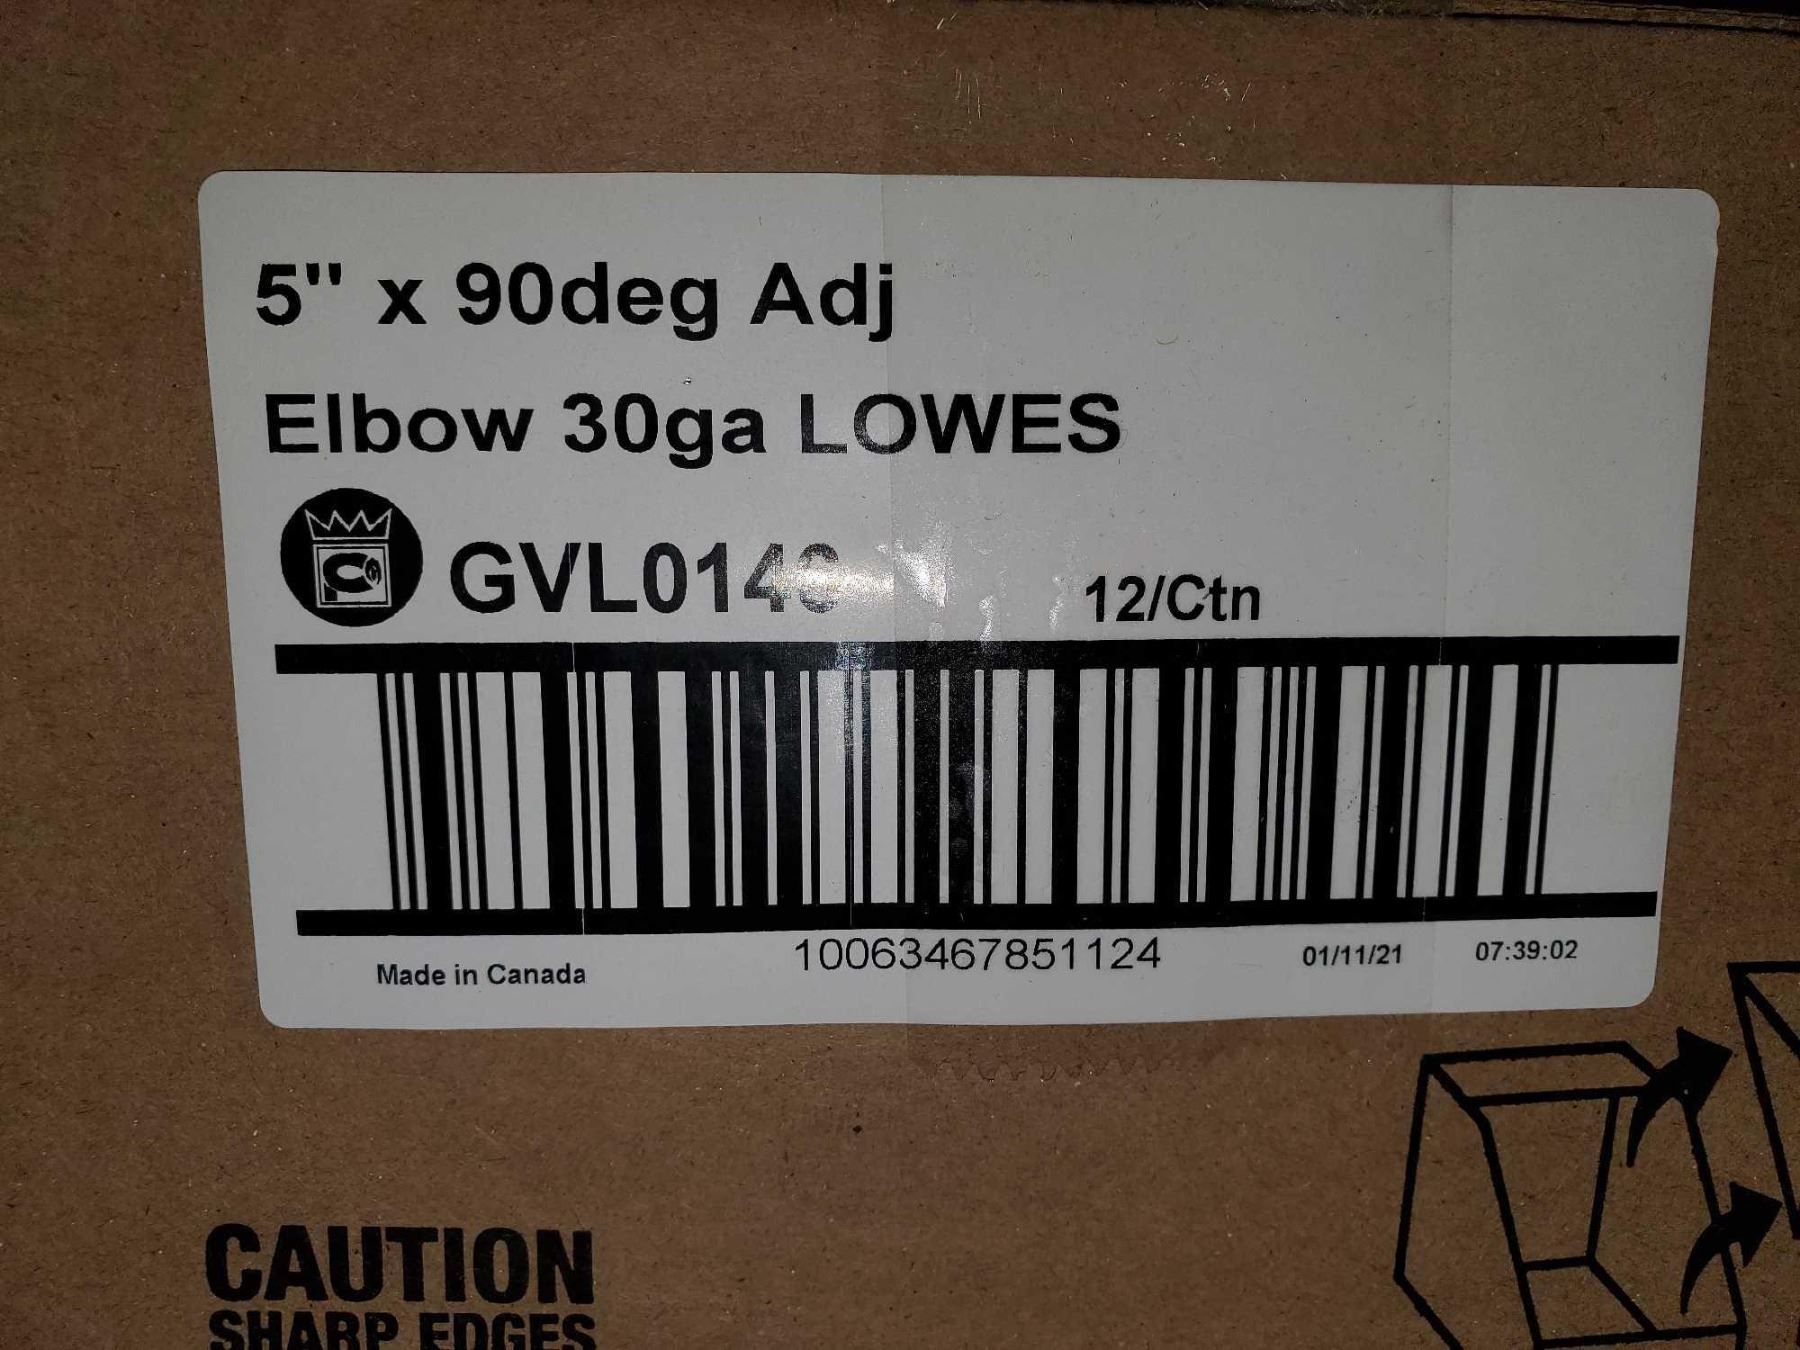 5" x 90deg Adj
Elbow 30ga LOWES
12/Ctn
10063467851124
Made in Canada
01/11/21
07:39:02
CAUTION
SHARP EDGES